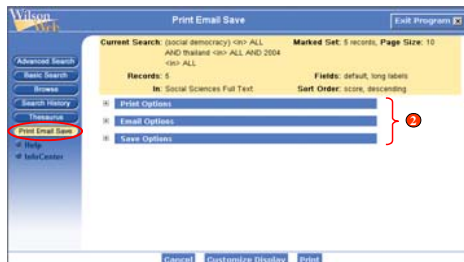 Wilson
Web
Print Email Save
Exit Program
Current Search: (social democracy) <in> ALL
AND thailand <in> ALL AND 2004
<in> ALL
Marked Set: 5 records, Page Size: 10
Records: 5
Fields: default, long labels
In: Social Sciences Full Text
Sort Order: score, descending
Advanced Search
Basic Search
Browse
Search History
Thesaurus
Print Email Save
Help
InfoCenter
Print Options
Email Options
Save Options
2
Cancel Customize Display Print